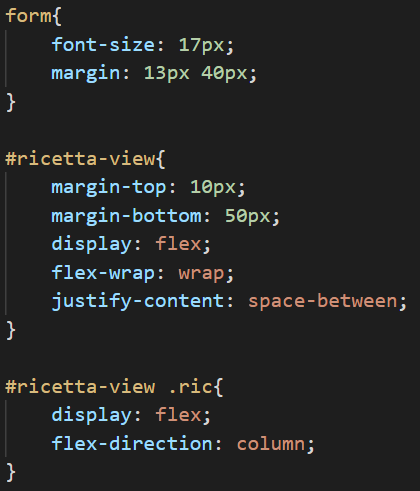 form{
    font-size: 17px;
    margin: 13px 40px;
}

#ricetta-view{
    margin-top: 10px;
    margin-bottom: 50px;
    display: flex;
    flex-wrap: wrap;
    justify-content: space-between;
}

#ricetta-view .ric{
    display: flex;
    flex-direction: column;
}